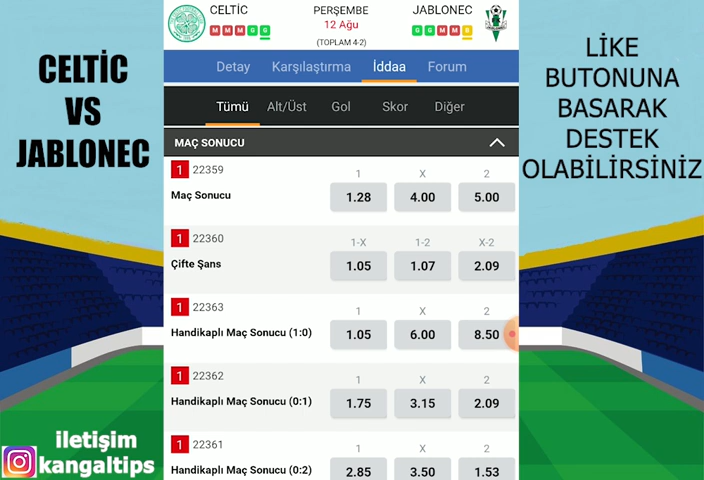 CELTİC
VS
JABLONEC
CELTİC
M M M G G
PERŞEMBE
12 Ağu
(TOPLAM 4-2)
JABLONEC
G G M M B
Detay Karşılaştırma İddaa Forum
Tümü Alt/Üst Gol Skor Diğer
MAÇ SONUCU
1 22359
Maç Sonucu
1 X 2
1.28 4.00 5.00
1 22360
Çifte Şans
1-X 1-2 X-2
1.05 1.07 2.09
1 22363
Handikaplı Maç Sonucu (1:0)
1 X 2
1.05 6.00 8.50
1 22362
Handikaplı Maç Sonucu (0:1)
1 X 2
1.75 3.15 2.09
1 22361
Handikaplı Maç Sonucu (0:2)
1 X 2
2.85 3.50 1.53
LİKE
BUTONUNA
BASARAK
DESTEK
OLABİLİRSİNİZ
iletişim
kangaltips